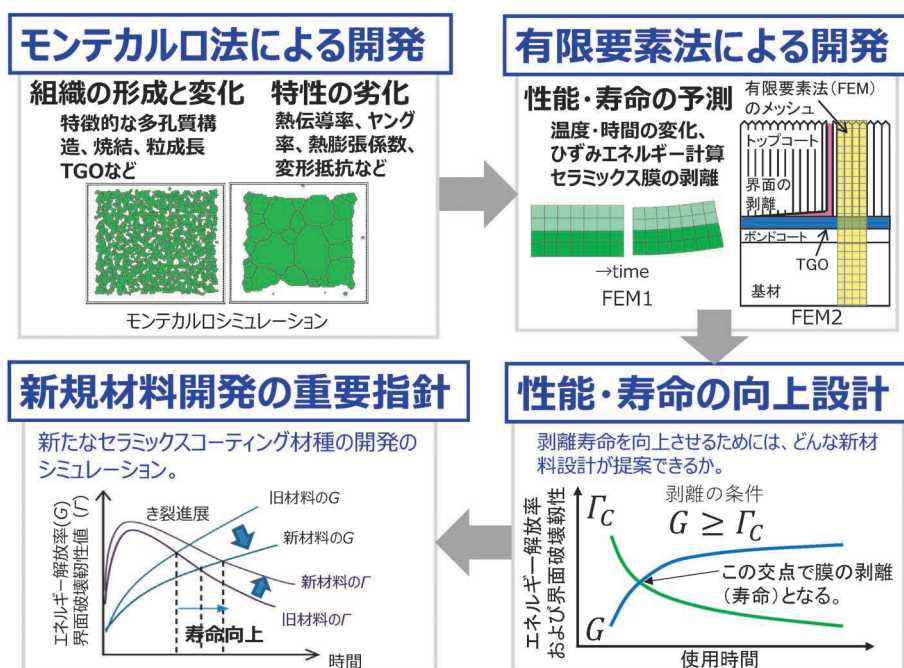 モンテカルロ法による開発
組織の形成と変化
特徴的な多孔質構
造、焼結、粒成長
TGOなど
特性の劣化
熱伝導率、ヤング
率、熱膨張係数、
変形抵抗など
モンテカルロシミュレーション
有限要素法による開発
性能・寿命の予測
温度・時間の変化、
ひずみエネルギー計算
セラミックス膜の剥離
→time
FEM1
有限要素法(FEM)
のメッシュ
トップコート
界面の
剥離
ボンドコート
TGO
基材
FEM2
新規材料開発の重要指針
新たなセラミックスコーティング材種の開発の
シミュレーション。
エネルギー解放率(G)
界面破壊靭性値(Γ)
き裂進展
旧材料のG
新材料のG
新材料のΓ
旧材料のΓ
寿命向上
時間
性能・寿命の向上設計
剥離寿命を向上させるためには、どんな新材
料設計が提案できるか。
エネルギー解放率
および界面破壊靭性
Γ_C
G
剥離の条件
G ≥ Γ_C
この交点で膜の剥離
(寿命)となる。
使用時間